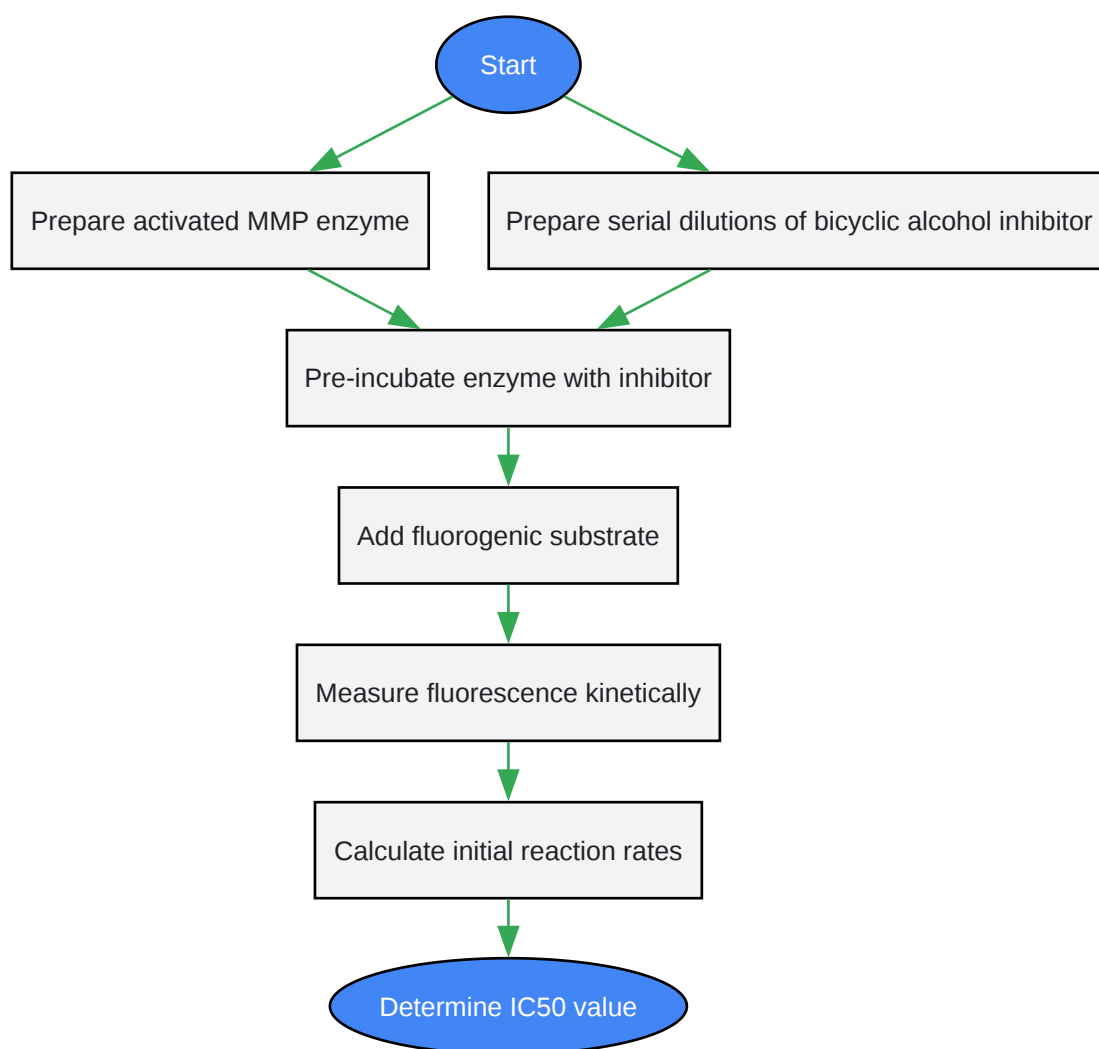 Start
Prepare activated MMP enzyme
Prepare serial dilutions of bicyclic alcohol inhibitor
Pre-incubate enzyme with inhibitor
Add fluorogenic substrate
Measure fluorescence kinetically
Calculate initial reaction rates
Determine IC50 value